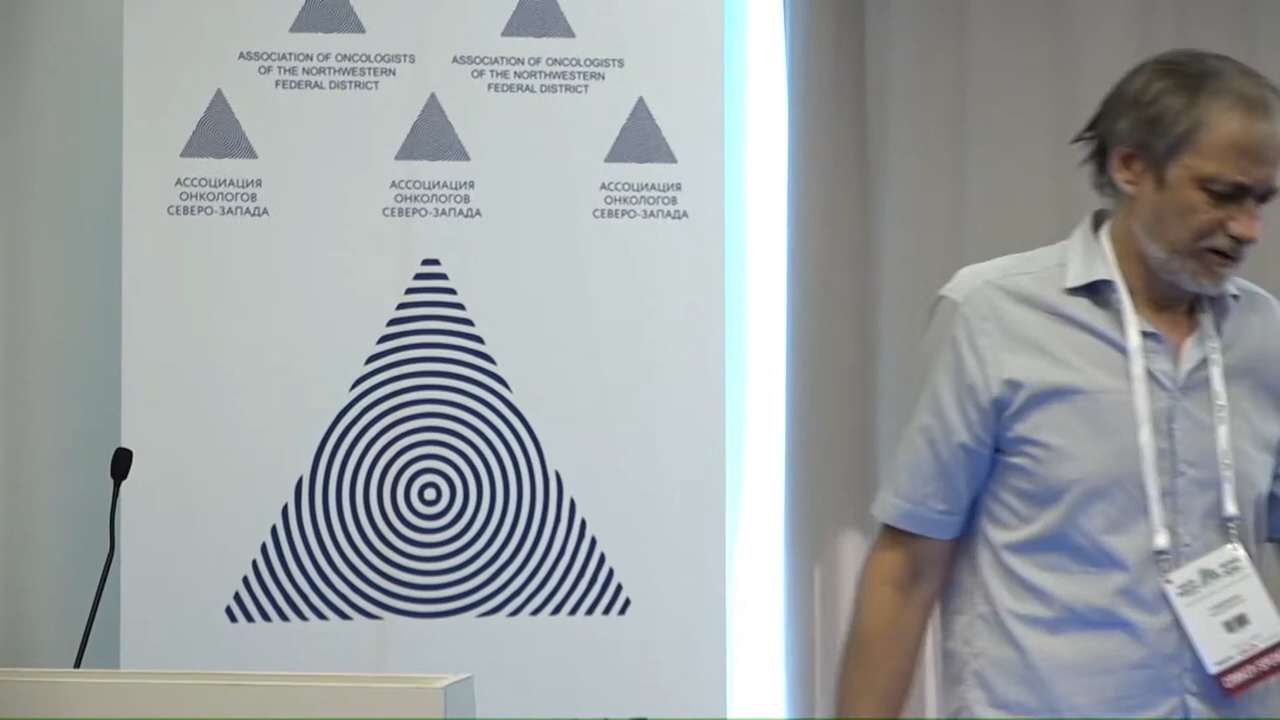 ASSOCIATION OF ONCOLOGISTS
OF THE NORTHWESTERN
FEDERAL DISTRICT
ASSOCIATION OF ONCOLOGISTS
OF THE NORTHWESTERN
FEDERAL DISTRICT
АССОЦИАЦИЯ
ОНКОЛОГОВ
СЕВЕРО-ЗАПАДА
АССОЦИАЦИЯ
ОНКОЛОГОВ
СЕВЕРО-ЗАПАДА
АССОЦИАЦИЯ
ОНКОЛОГОВ
СЕВЕРО-ЗАПАДА